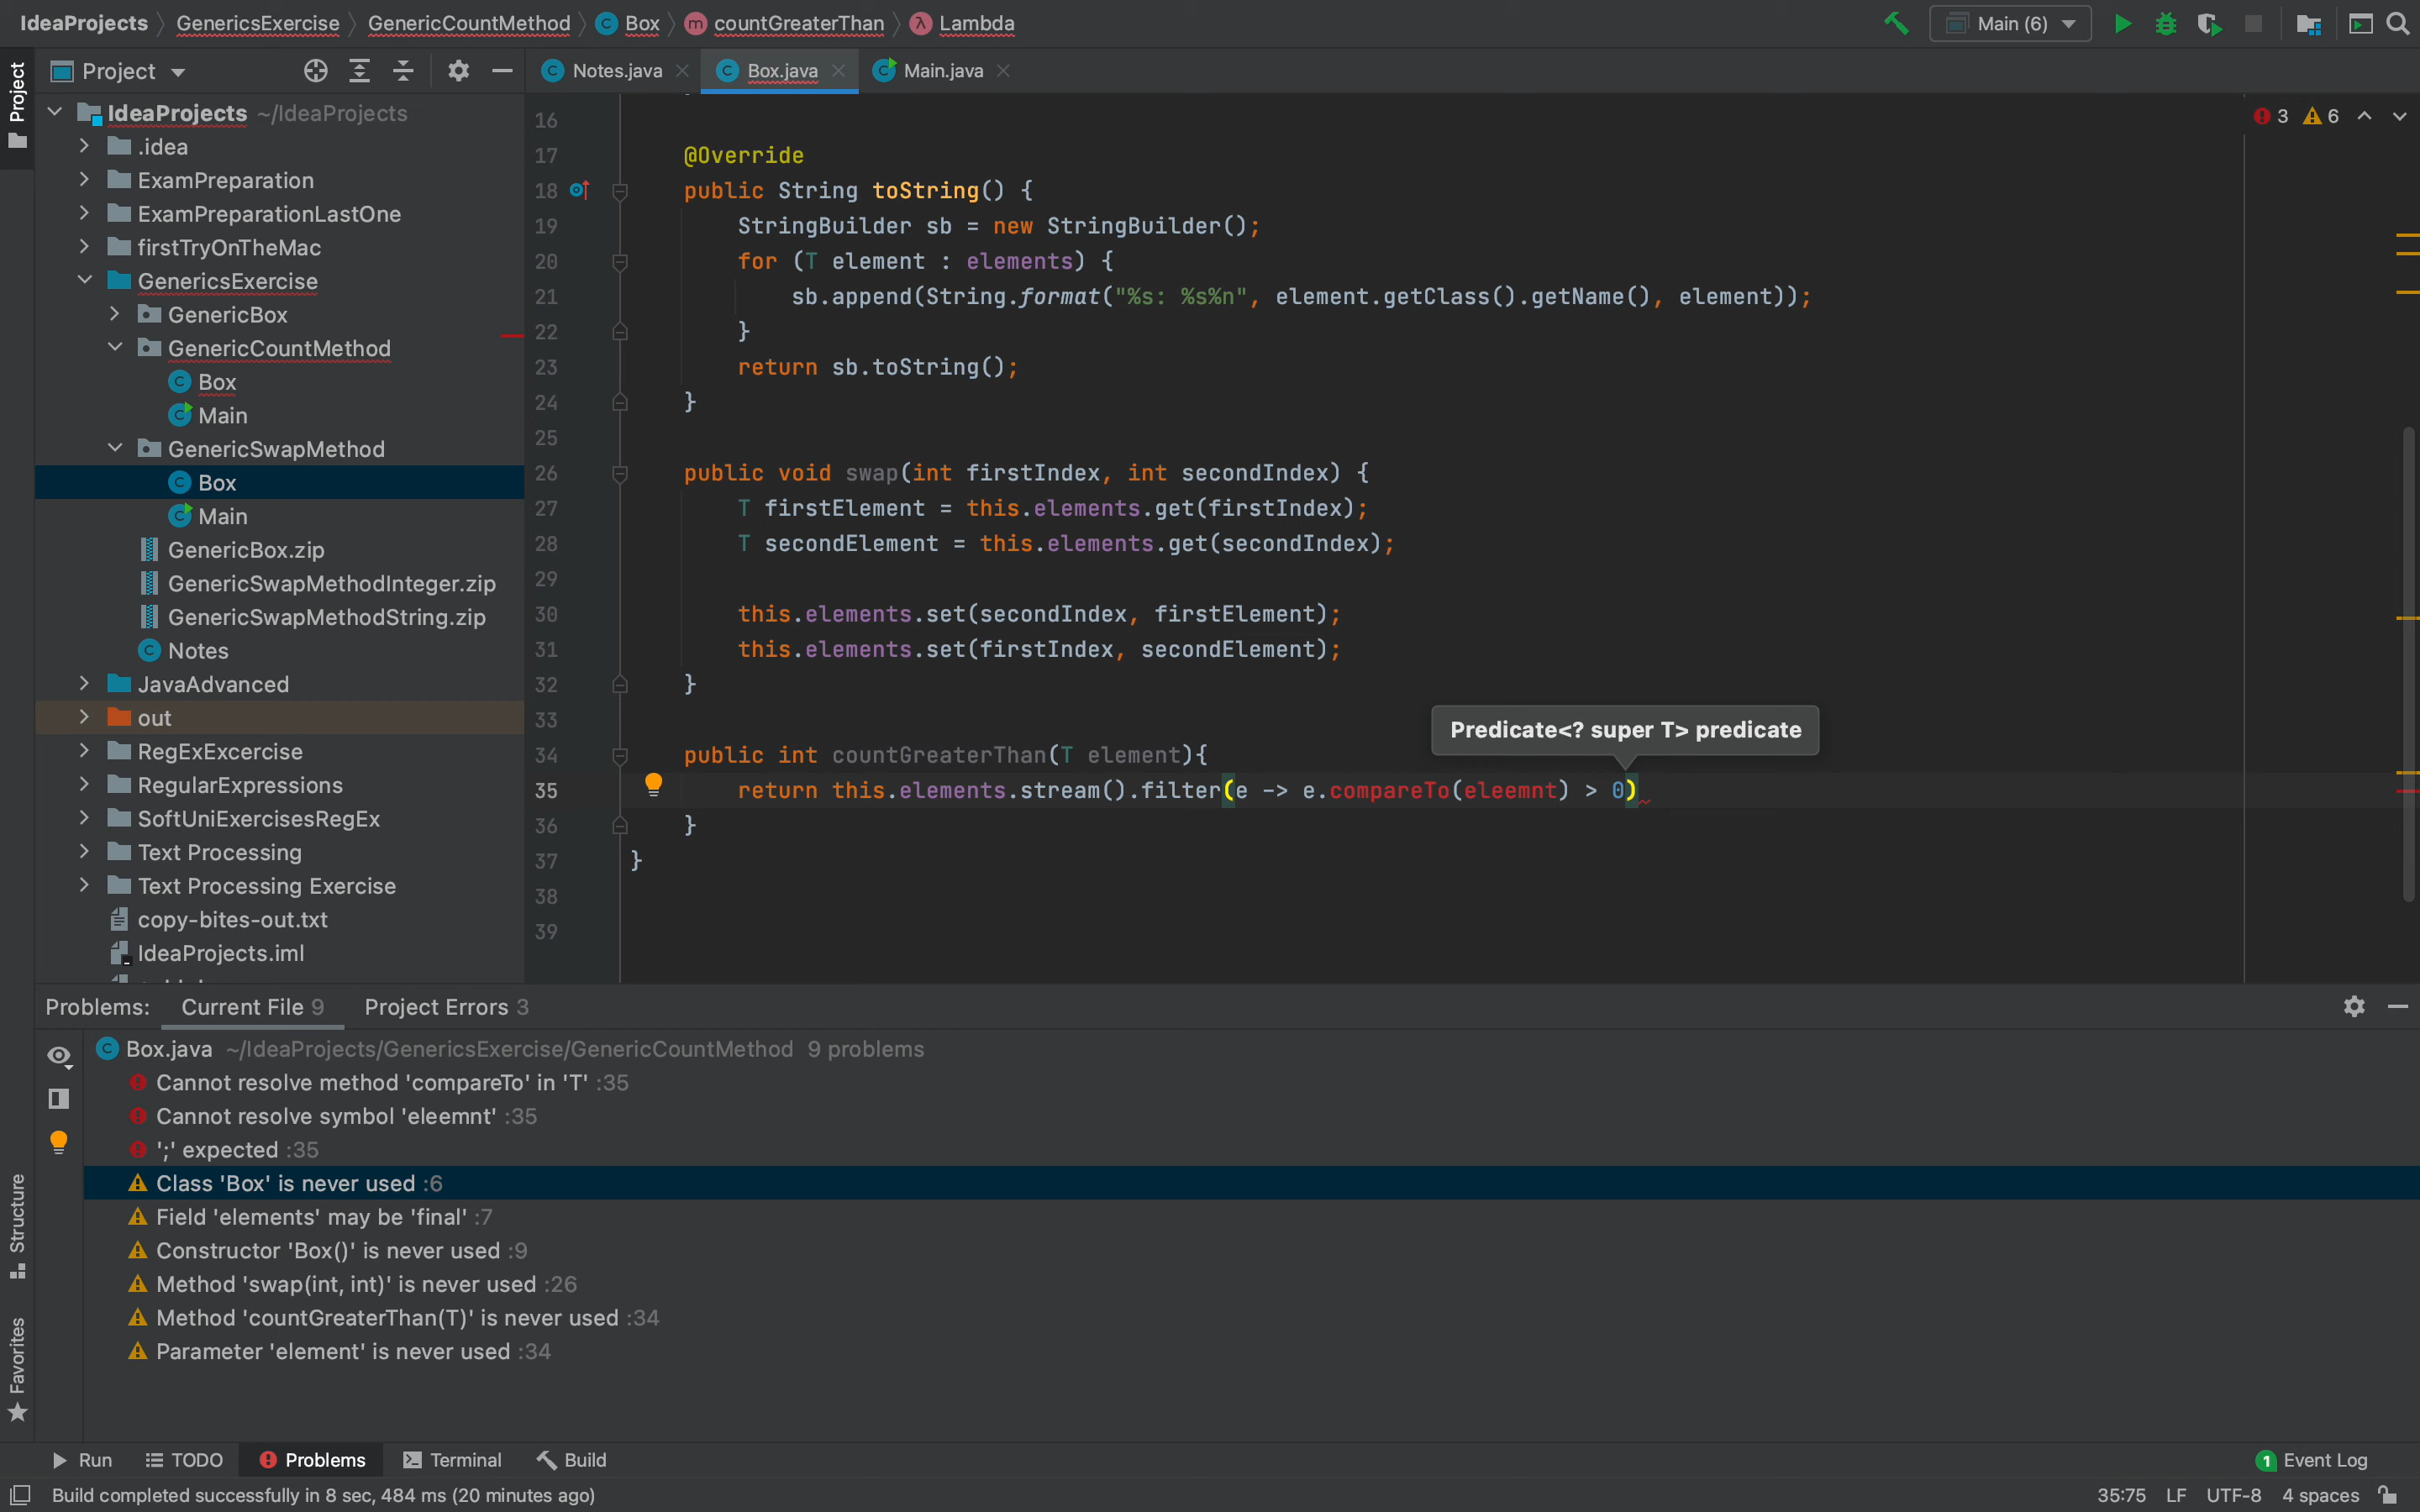 IdeaProjects GenericsExercise GenericCountMethod Box countGreaterThan Lambda Main (6)
Project
Project
Notes.java Box.java Main.java
IdeaProjects ~/IdeaProjects
.idea
ExamPreparation
ExamPreparationLastOne
firstTryOnTheMac
GenericsExercise
GenericBox
GenericCountMethod
Box
Main
GenericSwapMethod
Box
Main
GenericBox.zip
GenericSwapMethodInteger.zip
GenericSwapMethodString.zip
Notes
JavaAdvanced
out
RegExExcercise
RegularExpressions
SoftUniExercisesRegEx
Text Processing
Text Processing Exercise
copy-bites-out.txt
IdeaProjects.iml
3 6
16
17 @Override
18 public String toString() {
19 StringBuilder sb = new StringBuilder();
20 for (T element : elements) {
21 sb.append(String.format("%s: %s%n", element.getClass().getName(), element));
22 }
23 return sb.toString();
24 }
25
26 public void swap(int firstIndex, int secondIndex) {
27 T firstElement = this.elements.get(firstIndex);
28 T secondElement = this.elements.get(secondIndex);
29
30 this.elements.set(secondIndex, firstElement);
31 this.elements.set(firstIndex, secondElement);
32 }
33
Predicate<? super T> predicate
34 public int countGreaterThan(T element){
35 return this.elements.stream().filter(e -> e.compareTo(eleemnt) > 0)
36 }
37 }
38
39
Problems: Current File 9 Project Errors 3
Box.java ~/IdeaProjects/GenericsExercise/GenericCountMethod 9 problems
Cannot resolve method 'compareTo' in 'T' :35
Cannot resolve symbol 'eleemnt' :35
';' expected :35
Class 'Box' is never used :6
Field 'elements' may be 'final' :7
Constructor 'Box()' is never used :9
Method 'swap(int, int)' is never used :26
Method 'countGreaterThan(T)' is never used :34
Parameter 'element' is never used :34
Structure
Favorites
Run TODO Problems Terminal Build 1 Event Log
Build completed successfully in 8 sec, 484 ms (20 minutes ago) 35:75 LF UTF-8 4 spaces